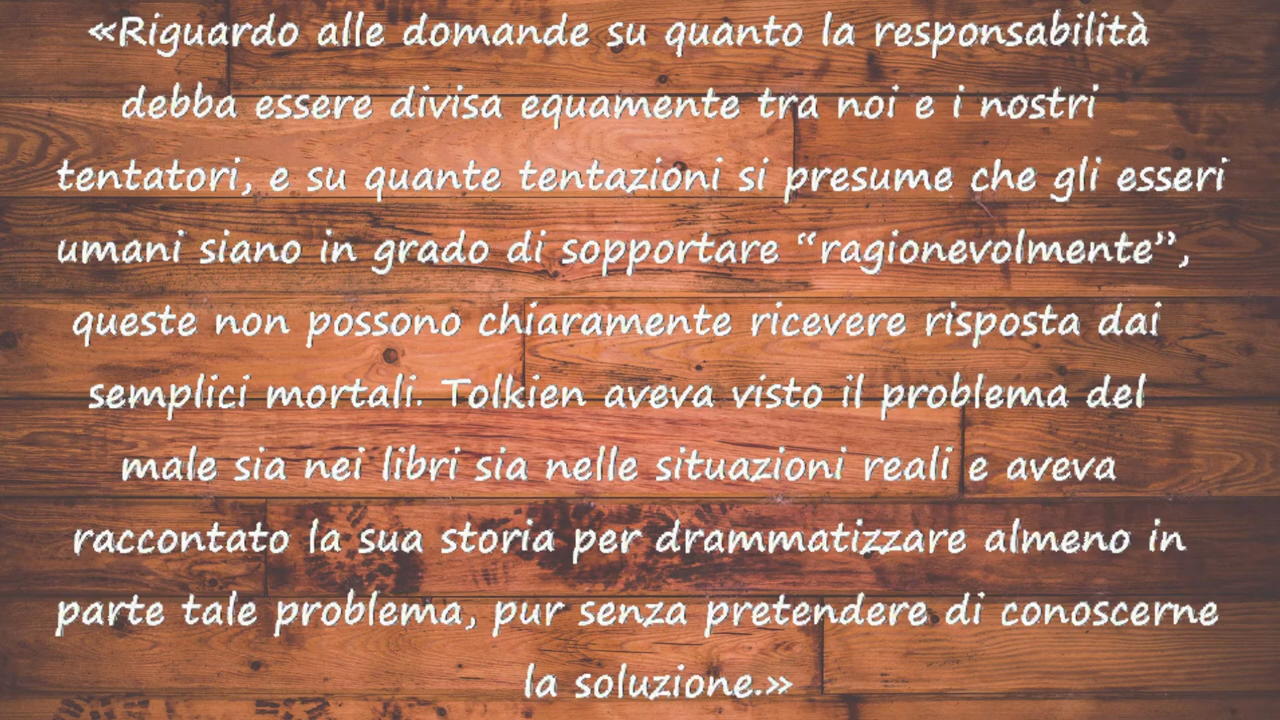 «Riguardo alle domande su quanto la responsabilità
debba essere divisa equamente tra noi e i nostri
tentatori, e su quante tentazioni si presume che gli esseri
umani siano in grado di sopportare “ragionevolmente”,
queste non possono chiaramente ricevere risposta dai
semplici mortali. Tolkien aveva visto il problema del
male sia nei libri sia nelle situazioni reali e aveva
raccontato la sua storia per drammatizzare almeno in
parte tale problema, pur senza pretendere di conoscerne
la soluzione.»